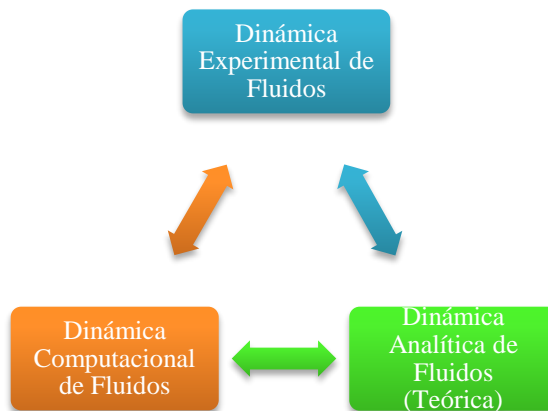 Dinámica
Experimental de
Fluidos
Dinámica
Computacional
de Fluidos
Dinámica
Analítica de
Fluidos
(Teórica)